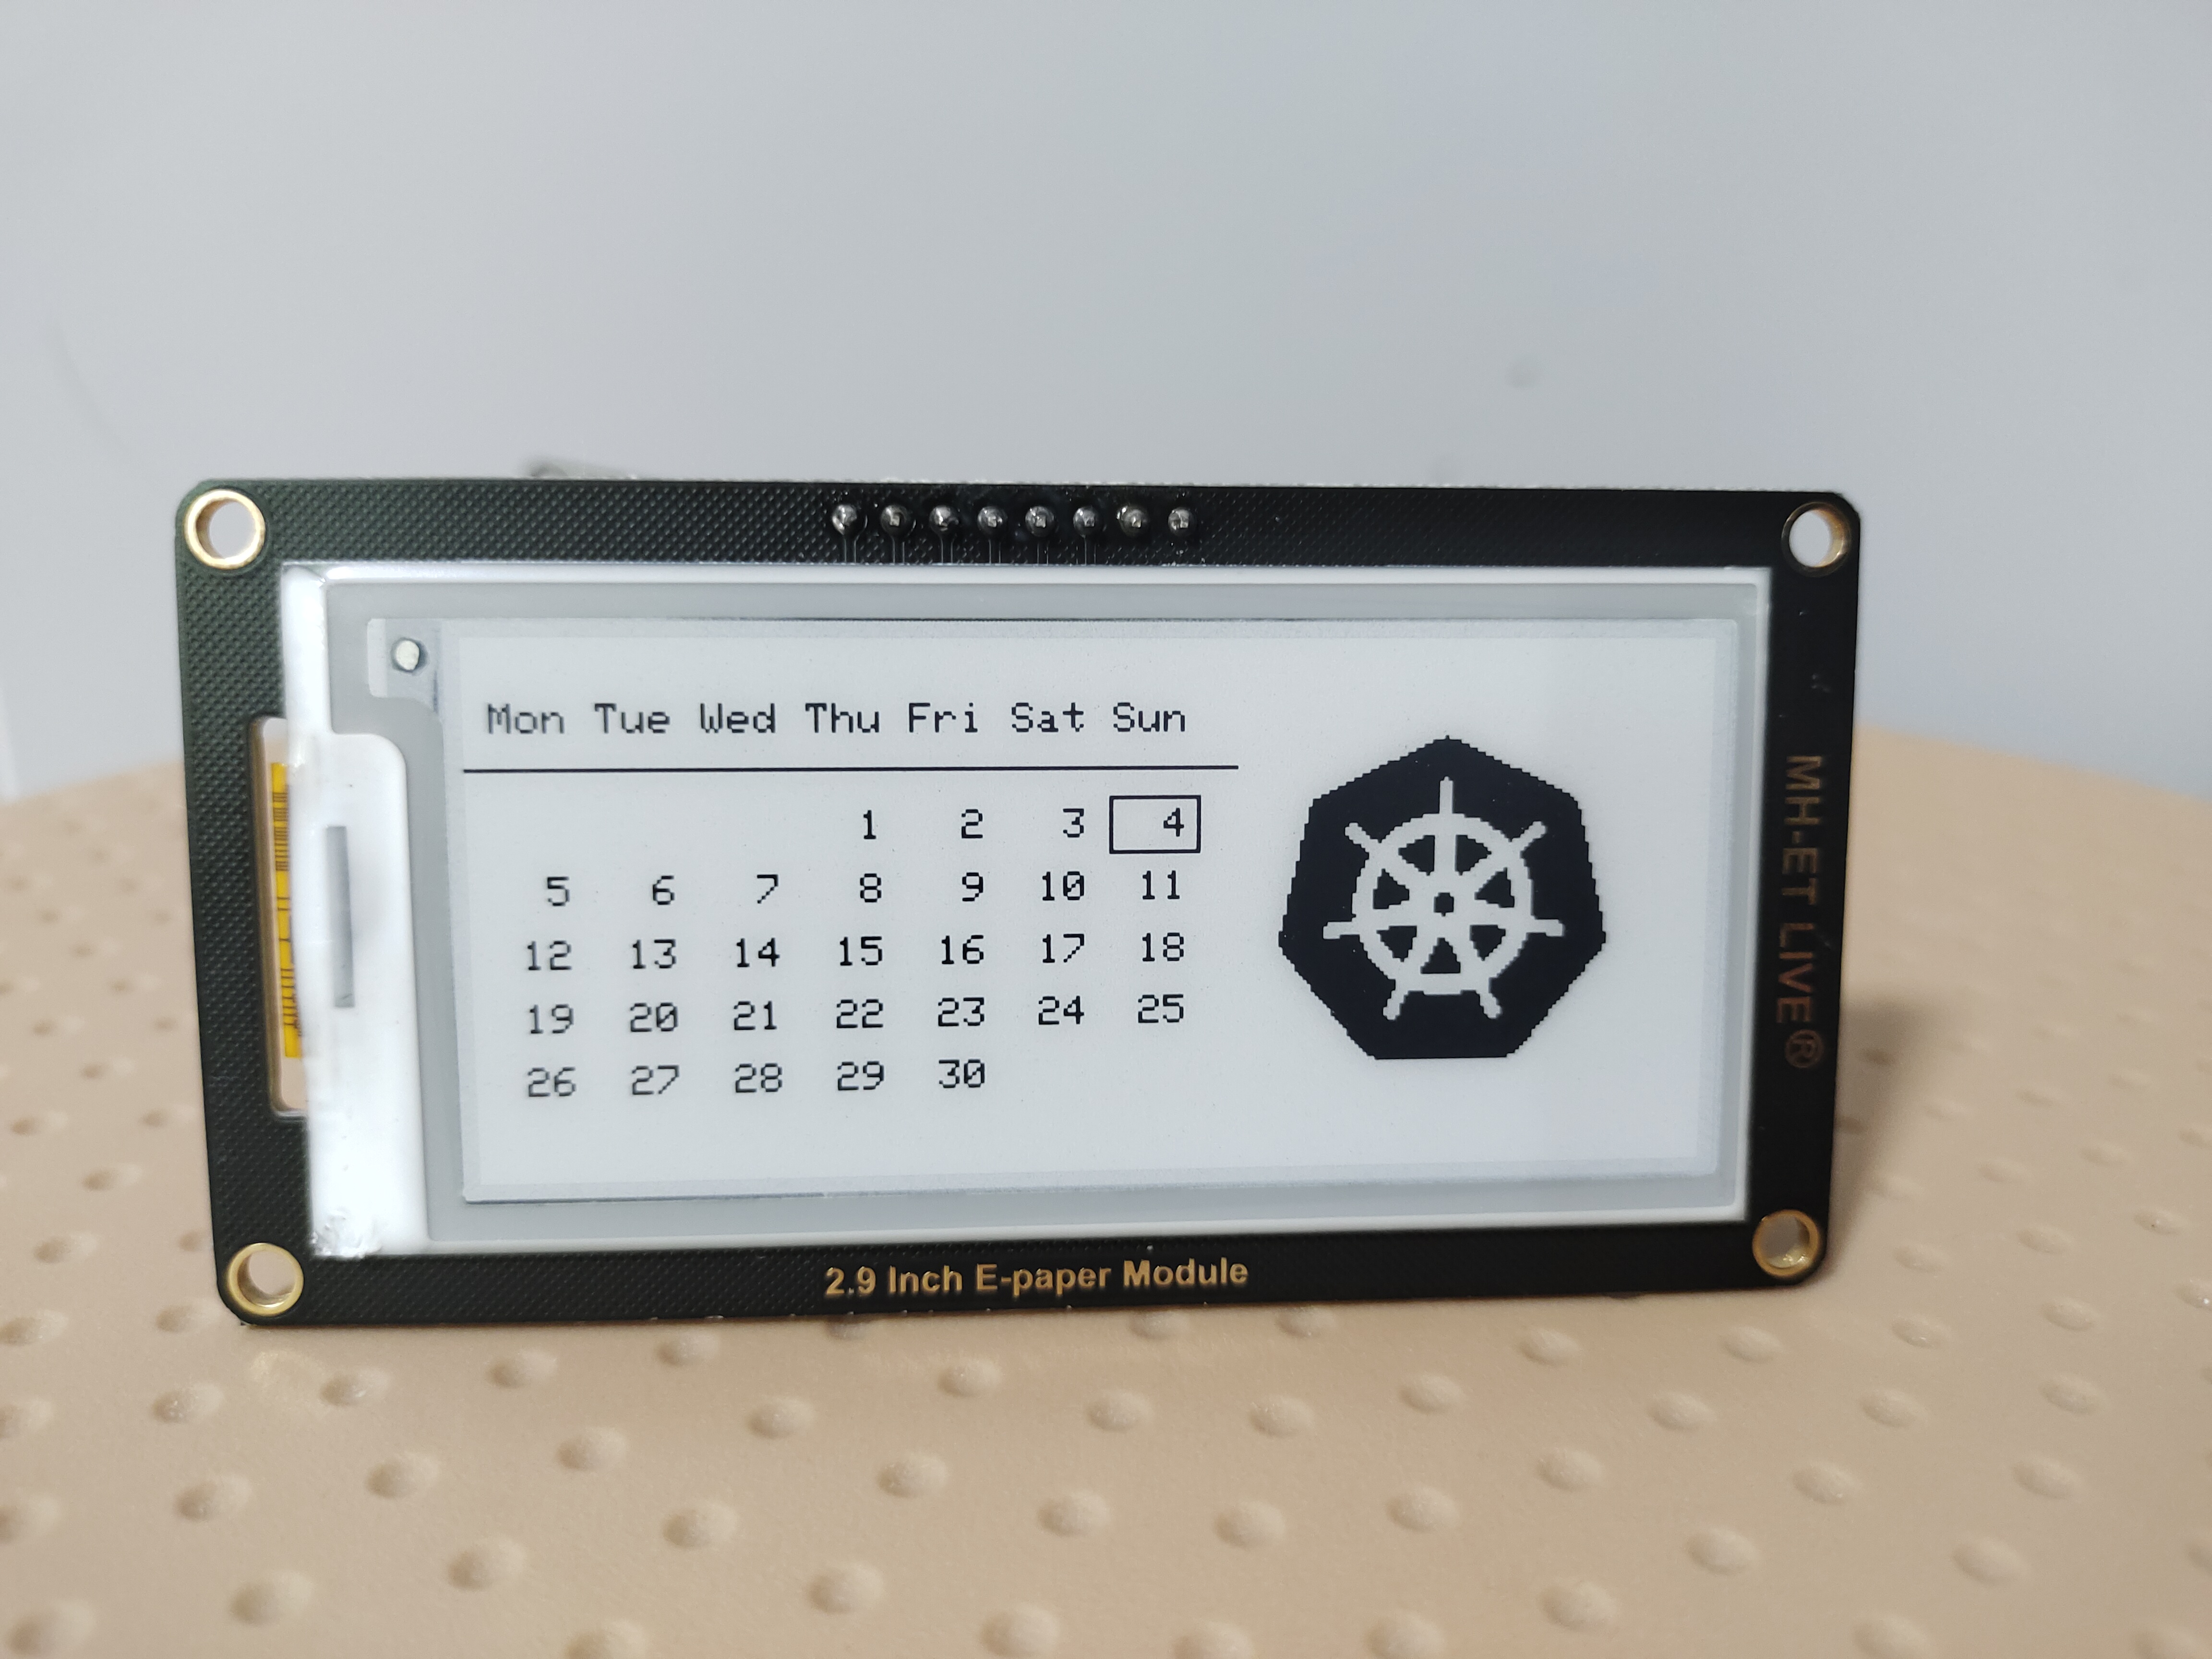 Mon Tue Wed Thu Fri Sat Sun
1 2 3 4
5 6 7 8 9 10 11
12 13 14 15 16 17 18
19 20 21 22 23 24 25
26 27 28 29 30
MH-ET LIVE®
2.9 Inch E-paper Module